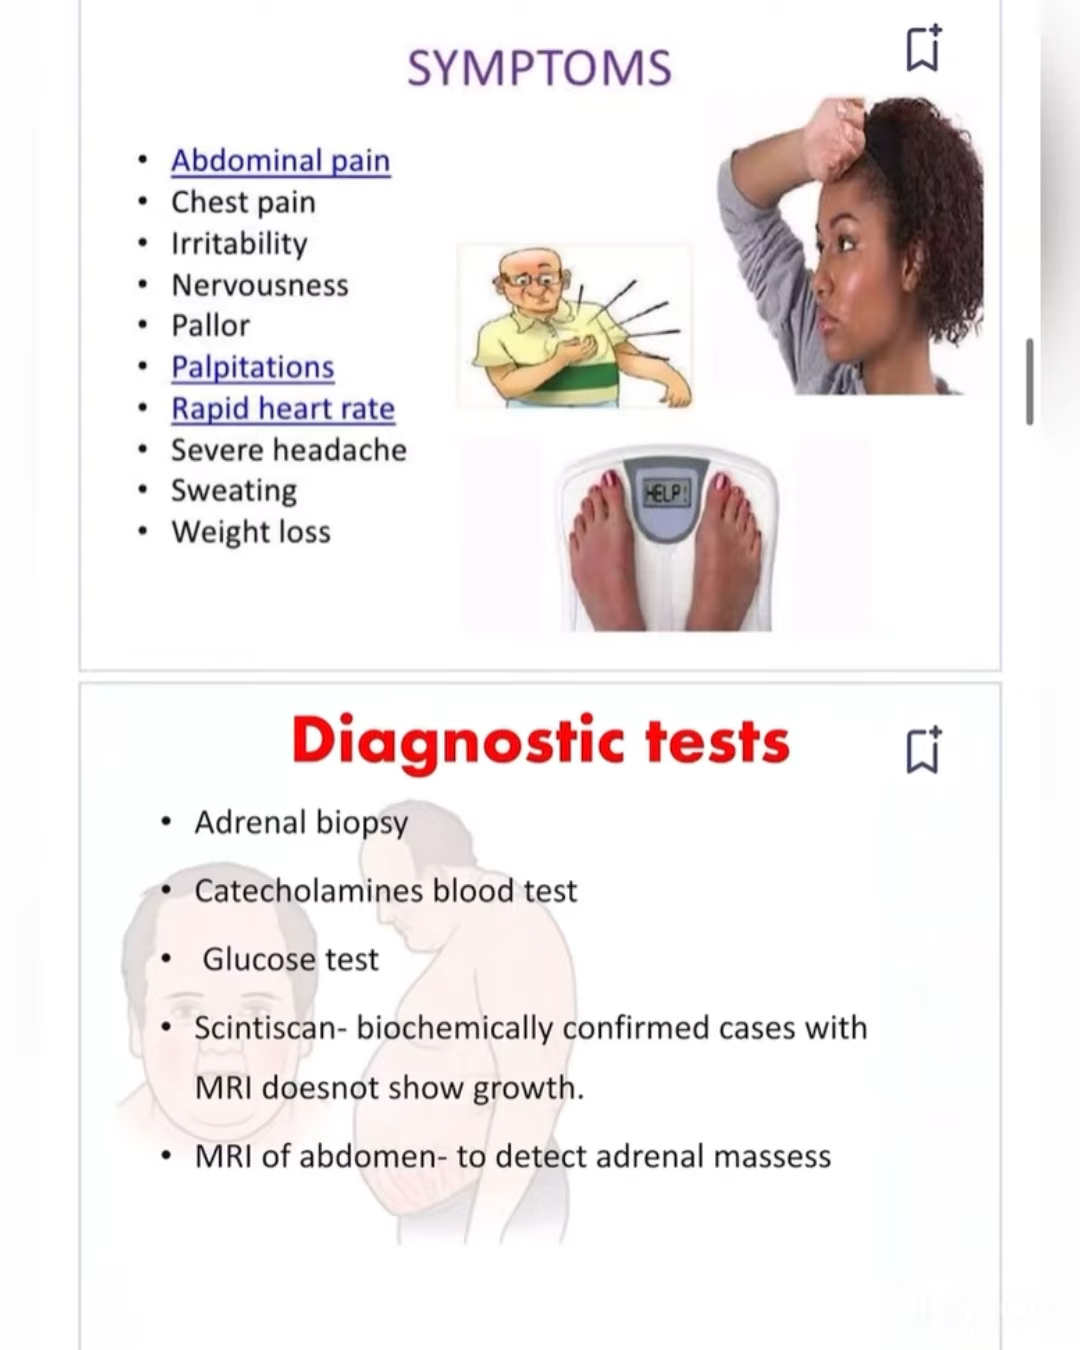 SYMPTOMS
• Abdominal pain
• Chest pain
• Irritability
• Nervousness
• Pallor
• Palpitations
• Rapid heart rate
• Severe headache
• Sweating
• Weight loss
HELP!
Diagnostic tests
• Adrenal biopsy
• Catecholamines blood test
• Glucose test
• Scintiscan- biochemically confirmed cases with
MRI doesnot show growth.
• MRI of abdomen- to detect adrenal massess